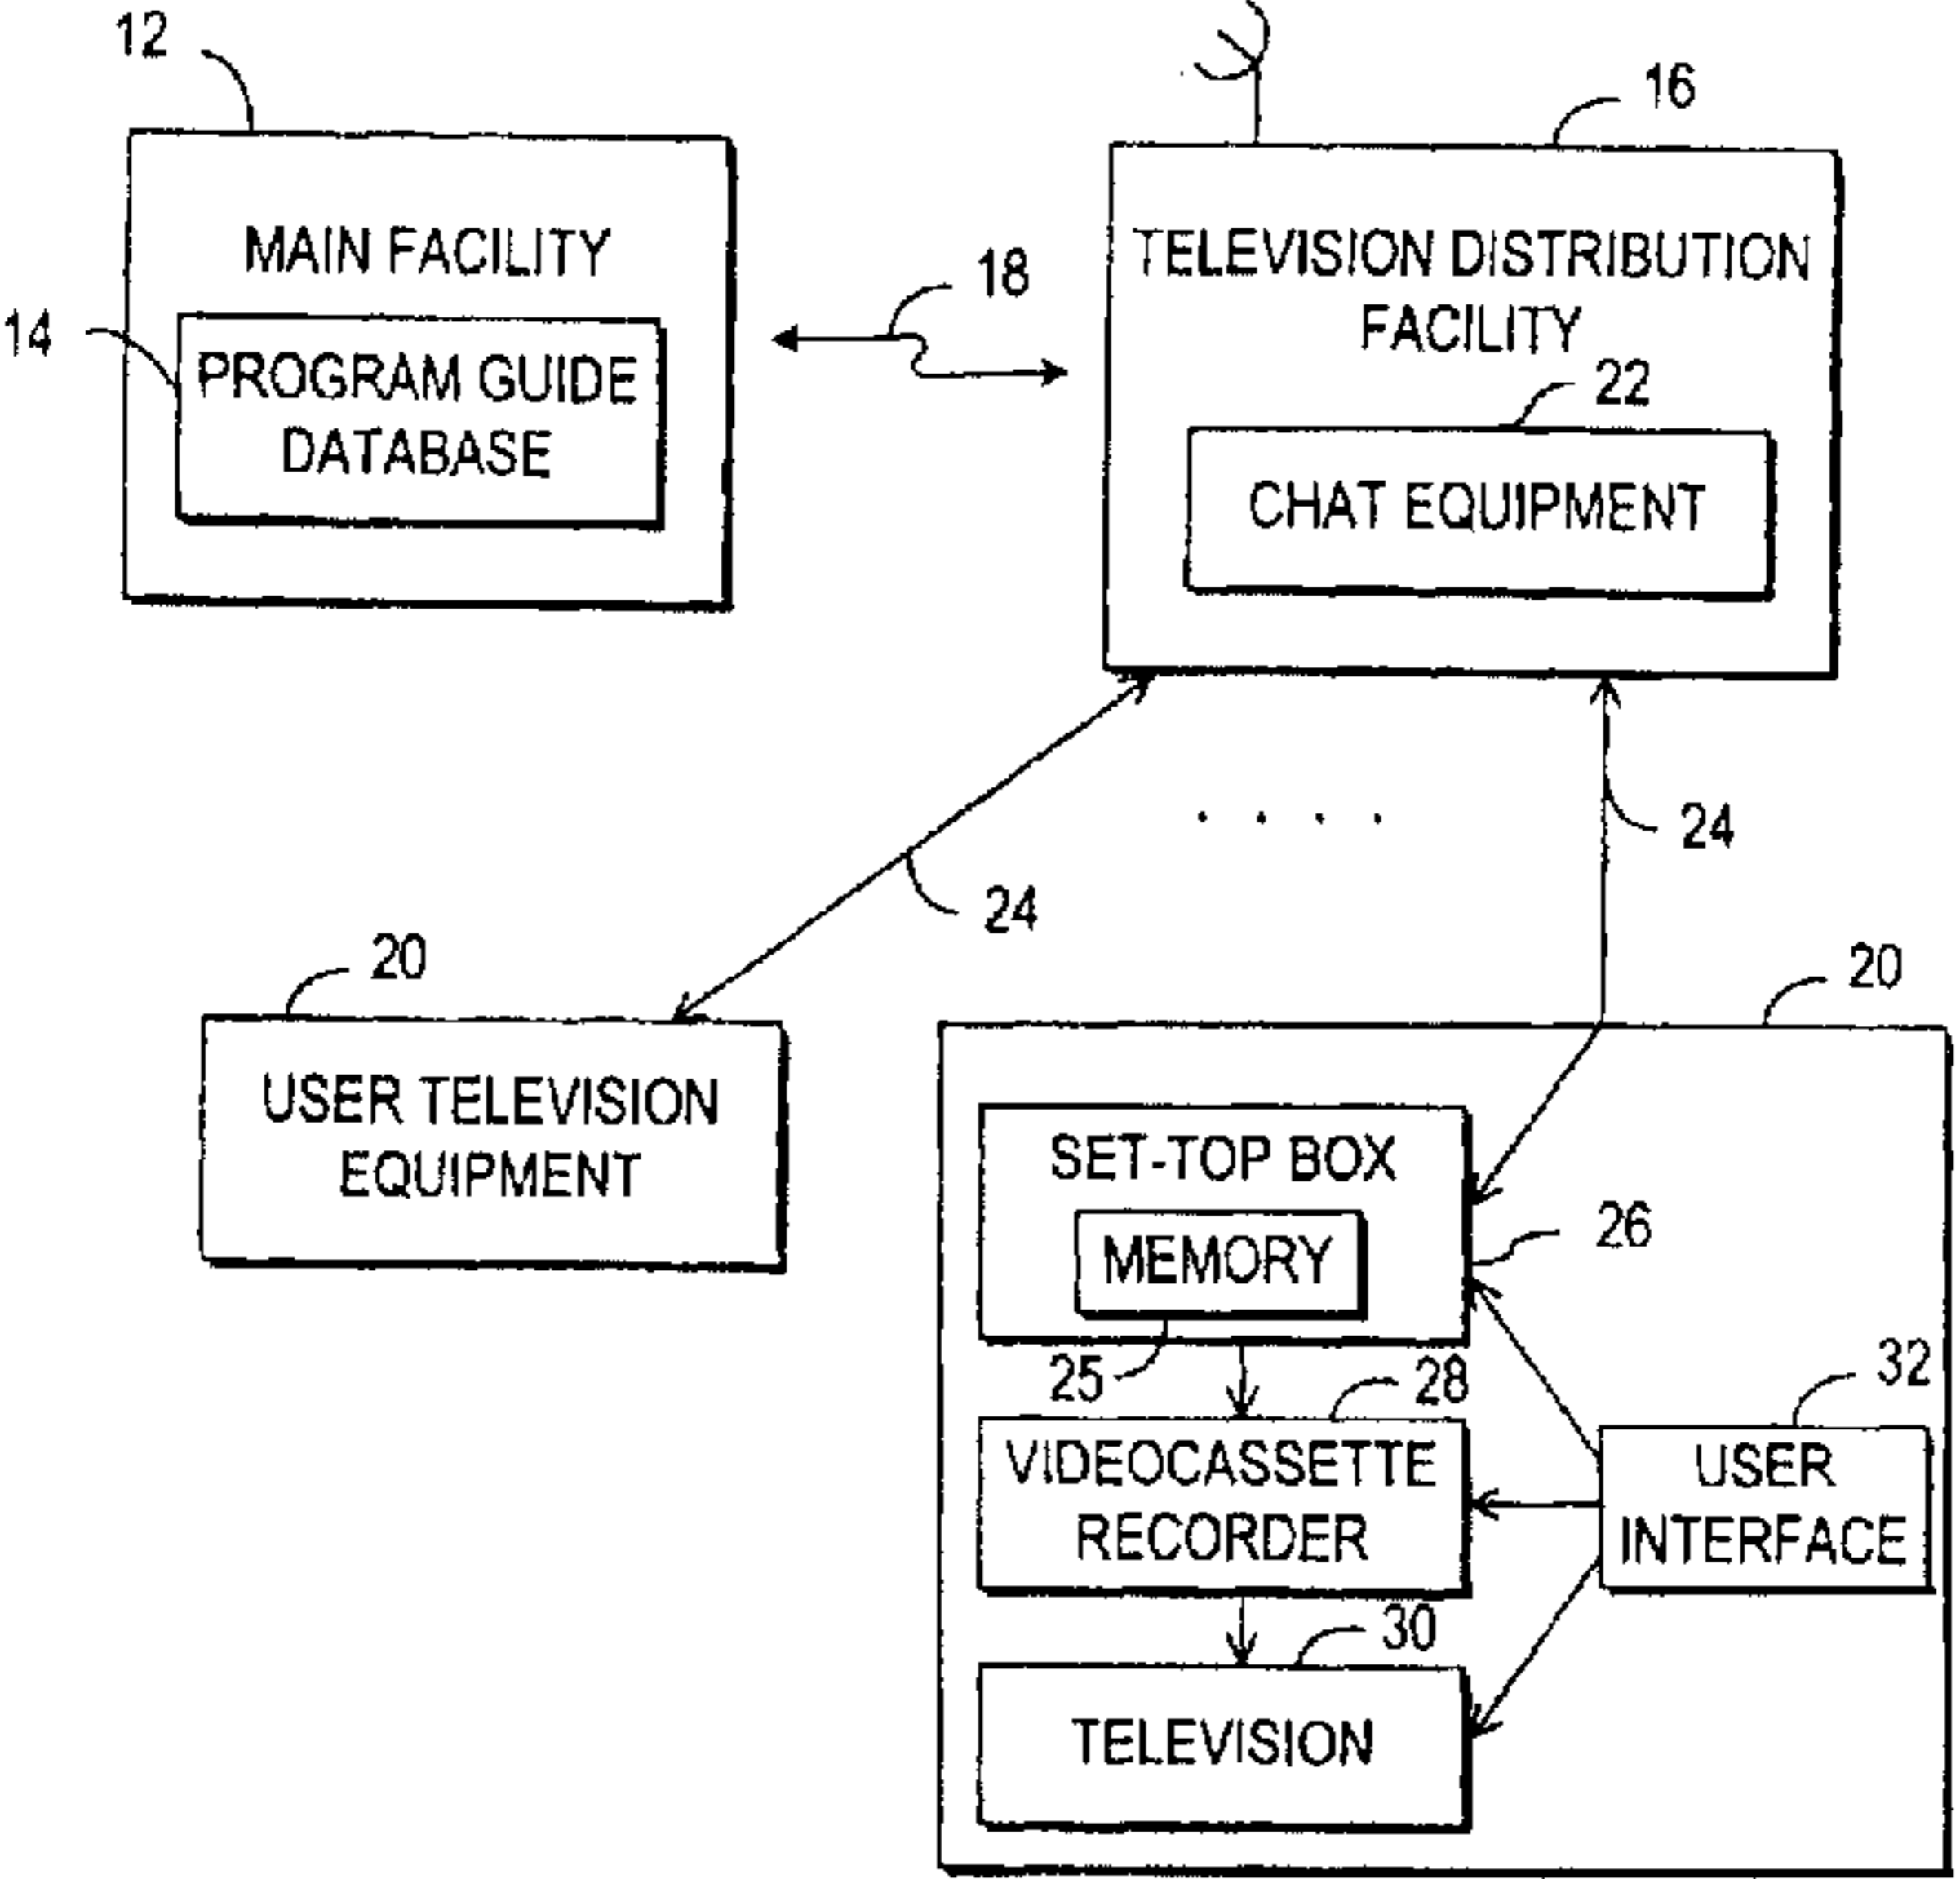 12
16
MAIN FACILITY
TELEVISION DISTRIBUTION
FACILITY
18
14
PROGRAM GUIDE
DATABASE
22
CHAT EQUIPMENT
24
24
20
20
USER TELEVISION
EQUIPMENT
SET-TOP BOX
MEMORY
26
25
28
32
VIDEOCASSETTE
RECORDER
USER
INTERFACE
30
TELEVISION